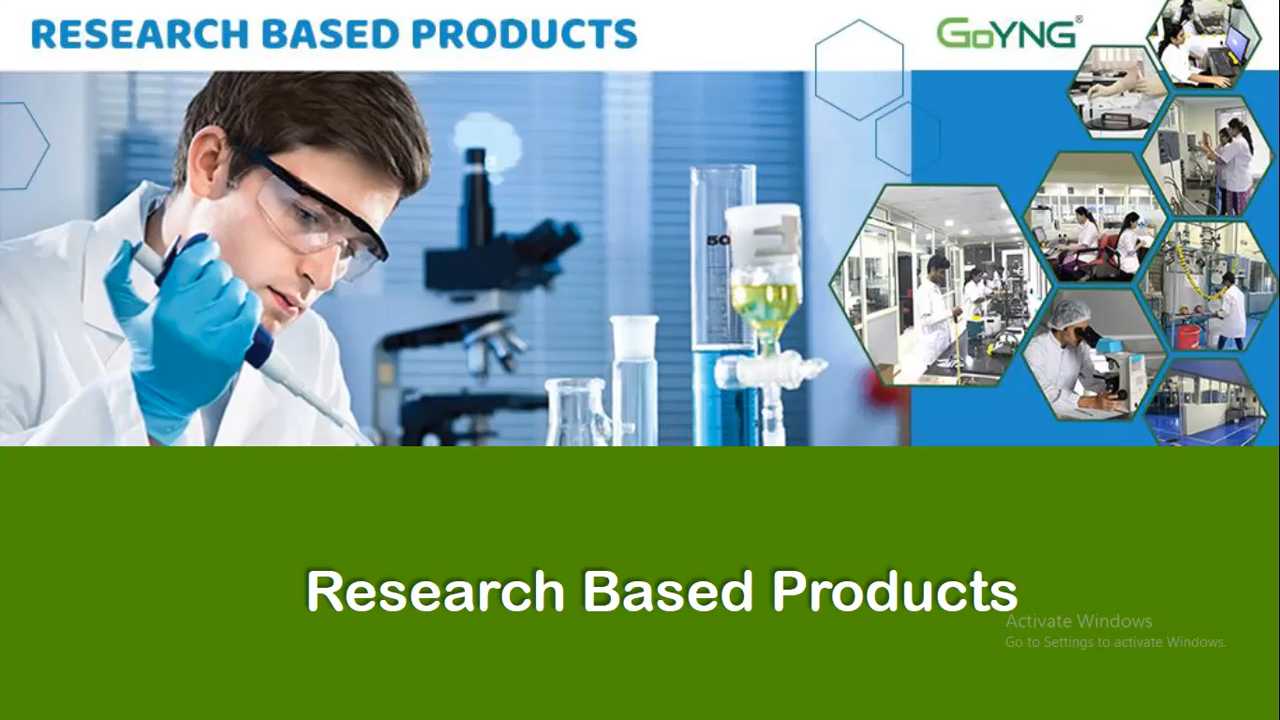 RESEARCH BASED PRODUCTS
GoYNG®
50
Research Based Products
Activate Windows
Go to Settings to activate Windows.